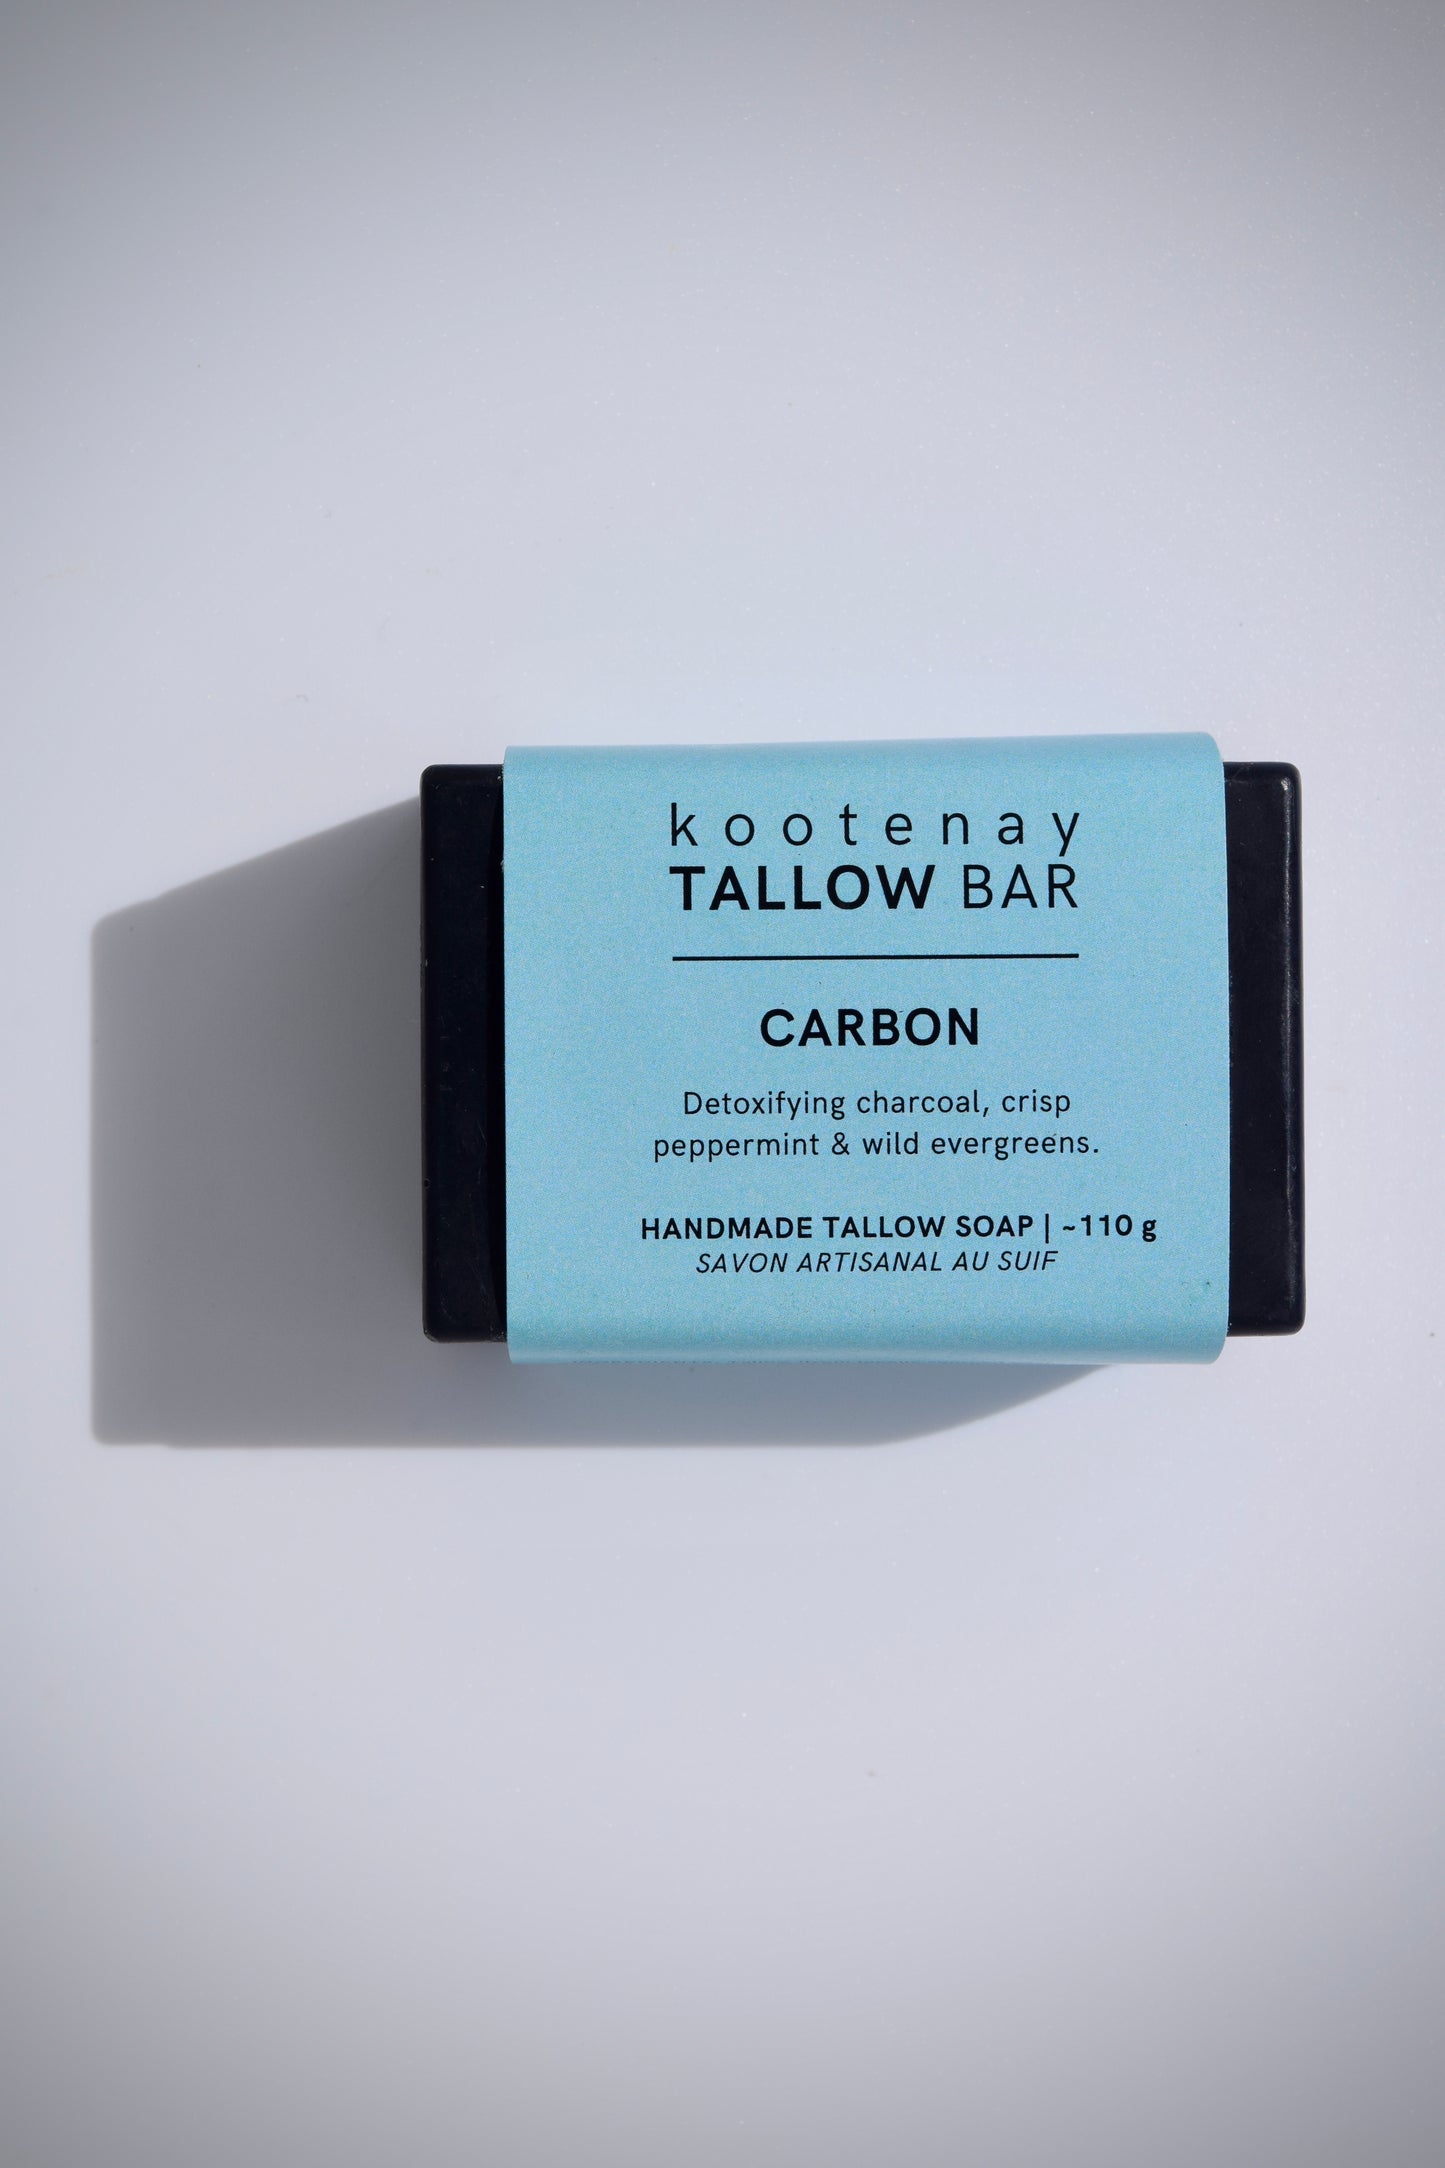 kootenay
TALLOW BAR
CARBON
Detoxifying charcoal, crisp
peppermint & wild evergreens.
HANDMADE TALLOW SOAP | ~110 g
SAVON ARTISANAL AU SUIF